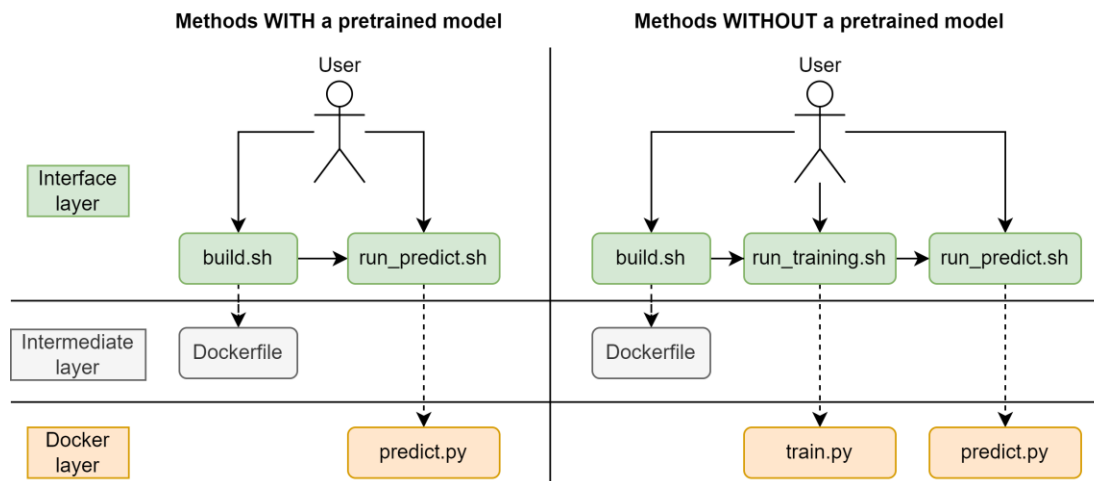 Methods WITH a pretrained model
Methods WITHOUT a pretrained model
User
User
Interface
layer
build.sh
run_predict.sh
build.sh
run_training.sh
run_predict.sh
Intermediate
layer
Dockerfile
Dockerfile
Docker
layer
predict.py
train.py
predict.py